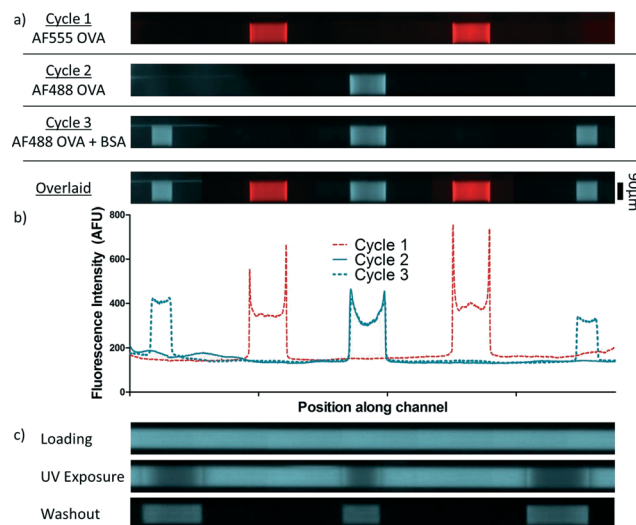 a)
Cycle 1
AF555 OVA
Cycle 2
AF488 OVA
Cycle 3
AF488 OVA + BSA
Overlaid
90μm
b)
Fluorescence Intensity (AFU)
800
600
400
200
0
Cycle 1
Cycle 2
Cycle 3
Position along channel
c)
Loading
UV Exposure
Washout